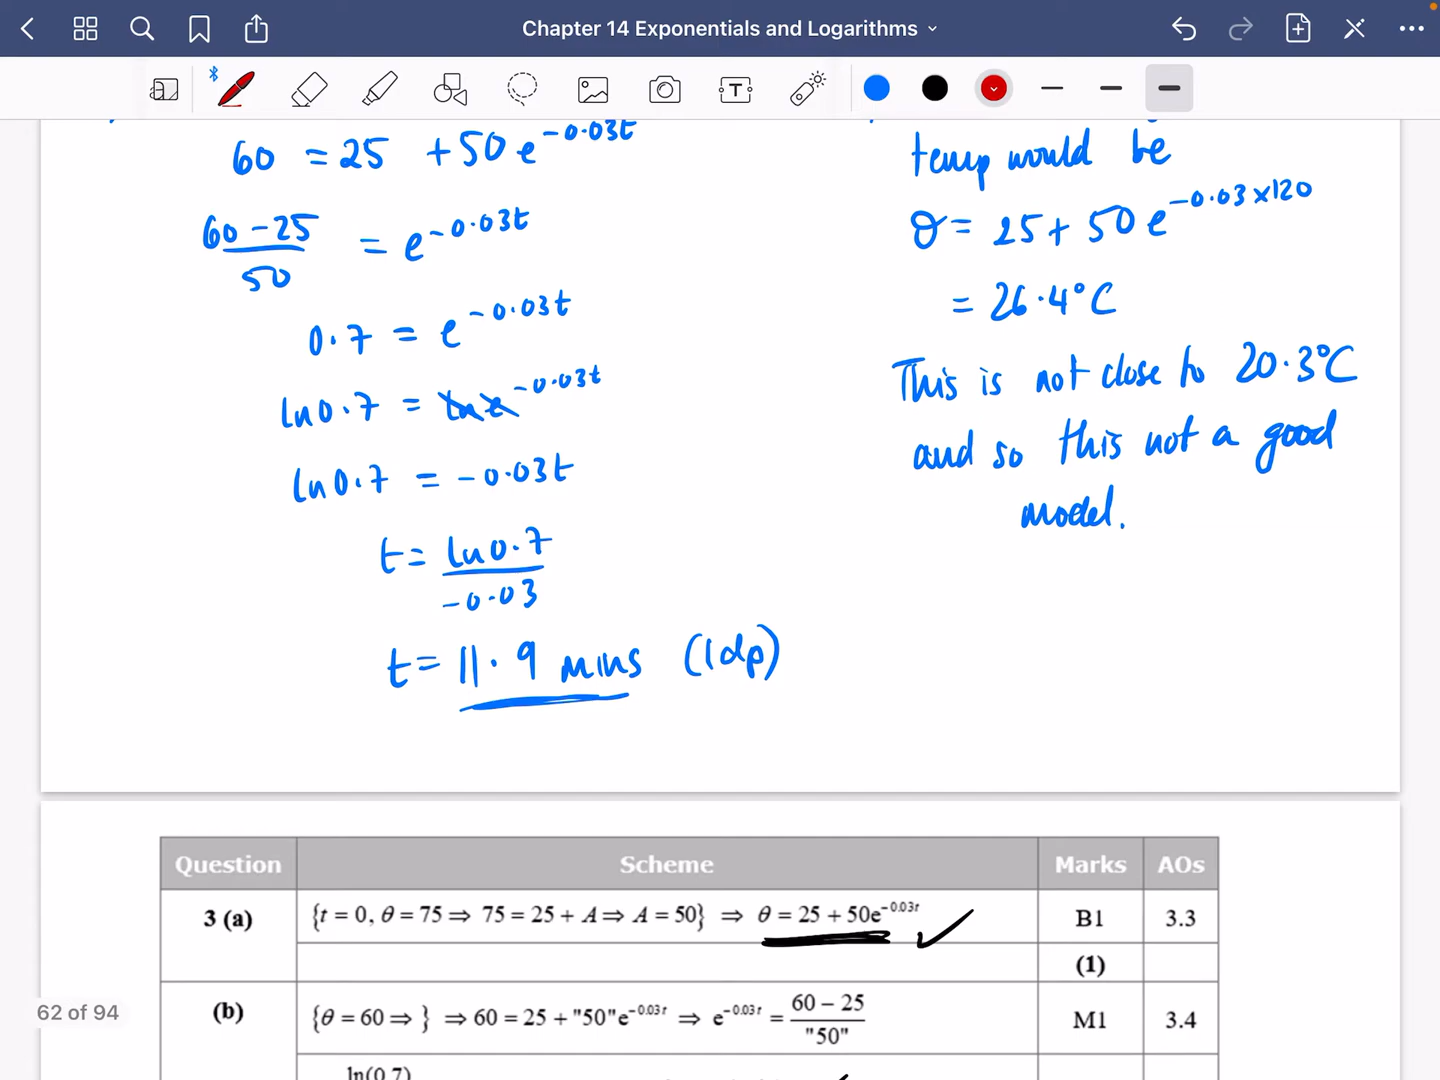 Chapter 14 Exponentials and Logarithms
60 = 25 + 50e^-0.03t
60 - 25 / 50 = e^-0.03t
0.7 = e^-0.03t
ln0.7 = ln e^-0.03t
ln0.7 = -0.03t
t = ln0.7 / -0.03
t = 11.9 mins (1dp)
temp would be
θ = 25 + 50e^-0.03×120
= 26.4°C
This is not close to 20.3°C
and so this not a good
model.
Question Scheme Marks AOs
3 (a) {t = 0, θ = 75 ⇒ 75 = 25 + A ⇒ A = 50} ⇒ θ = 25 + 50e^-0.03t B1 3.3
(1)
(b) {θ = 60 ⇒ } ⇒ 60 = 25 + "50"e^-0.03t ⇒ e^-0.03t = 60 − 25 / "50" M1 3.4
ln(0.7)
62 of 94